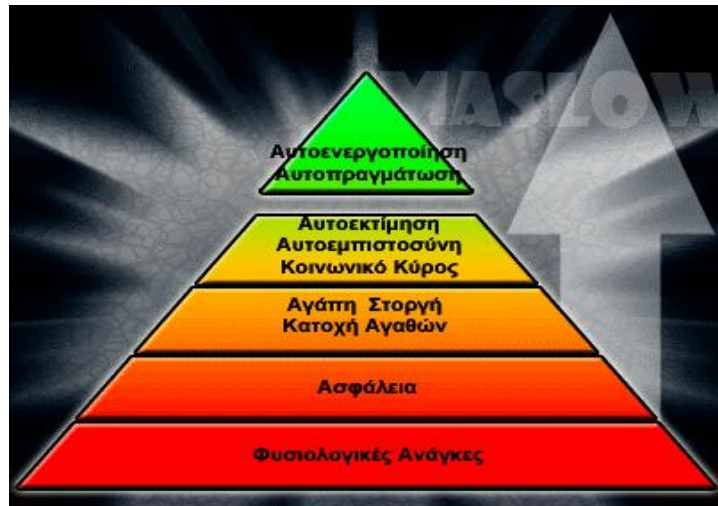 MASLOW
Αυτοενεργοποίηση
Αυτοπραγμάτωση
Αυτοεκτίμηση
Αυτοεμπιστοσύνη
Κοινωνικό Κύρος
Αγάπη Στοργή
Κατοχή Αγαθών
Ασφάλεια
Φυσιολογικές Ανάγκες